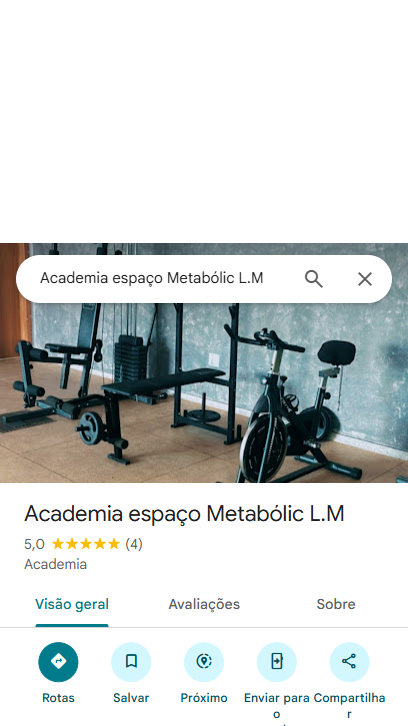 Academia espaço Metabólic L.M
Academia espaço Metabólic L.M
5,0 (4)
Academia
Visão geral Avaliações Sobre
Rotas Salvar Próximo Enviar para Compartilha
o r